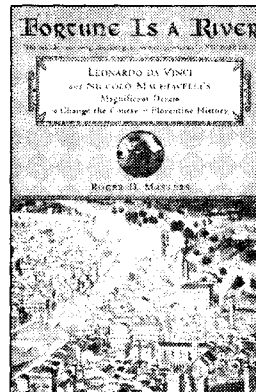 FORTUNE IS A RIVER
LEONARDO DA VINCI
AND NICCOLÒ MACHIAVELLI'S
Magnificent Dream
to Change the Course of Florentine History
ROGER D. MASTERS